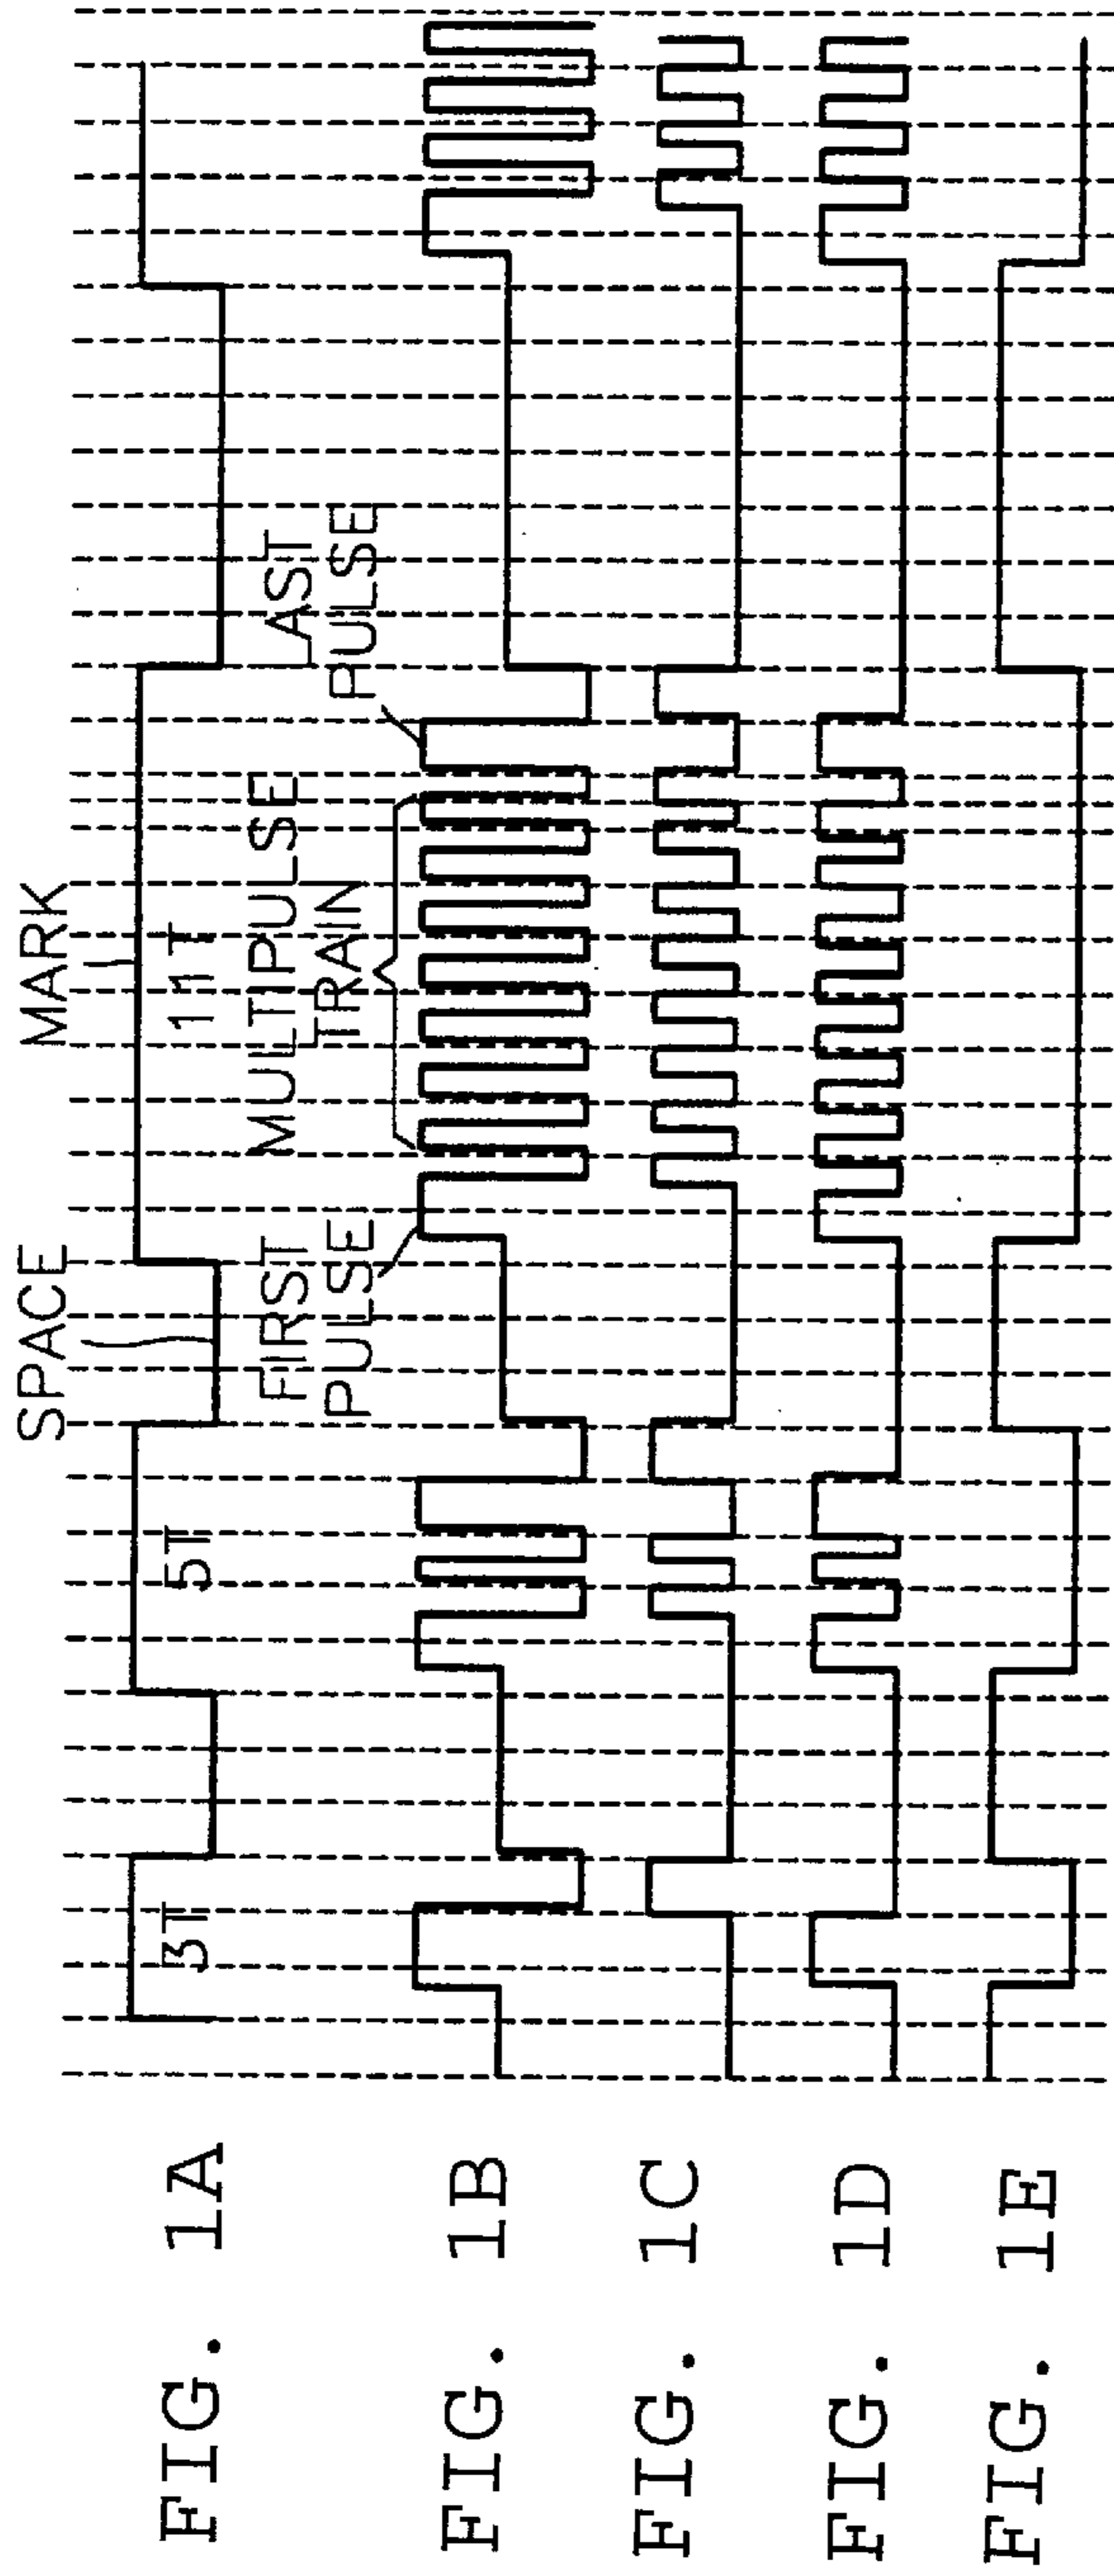 SPACE
MARK
FIG. 1A
3T
5T
11T
FIRST
PULSE
MULTIPULSE
TRAIN
LAST
PULSE
FIG. 1B
FIG. 1C
FIG. 1D
FIG. 1E